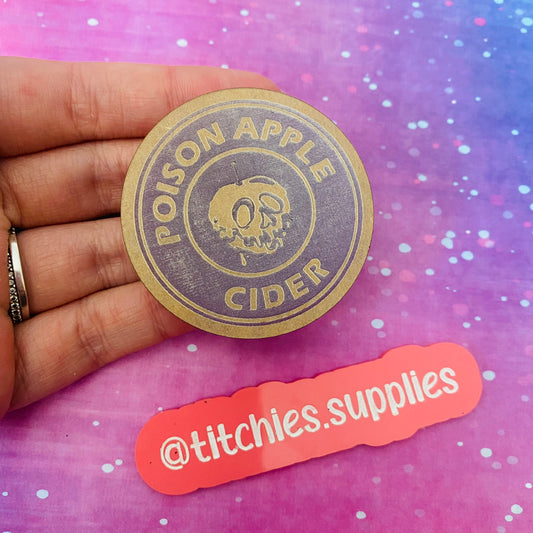 POISON APPLE
CIDER
@titchies.supplies